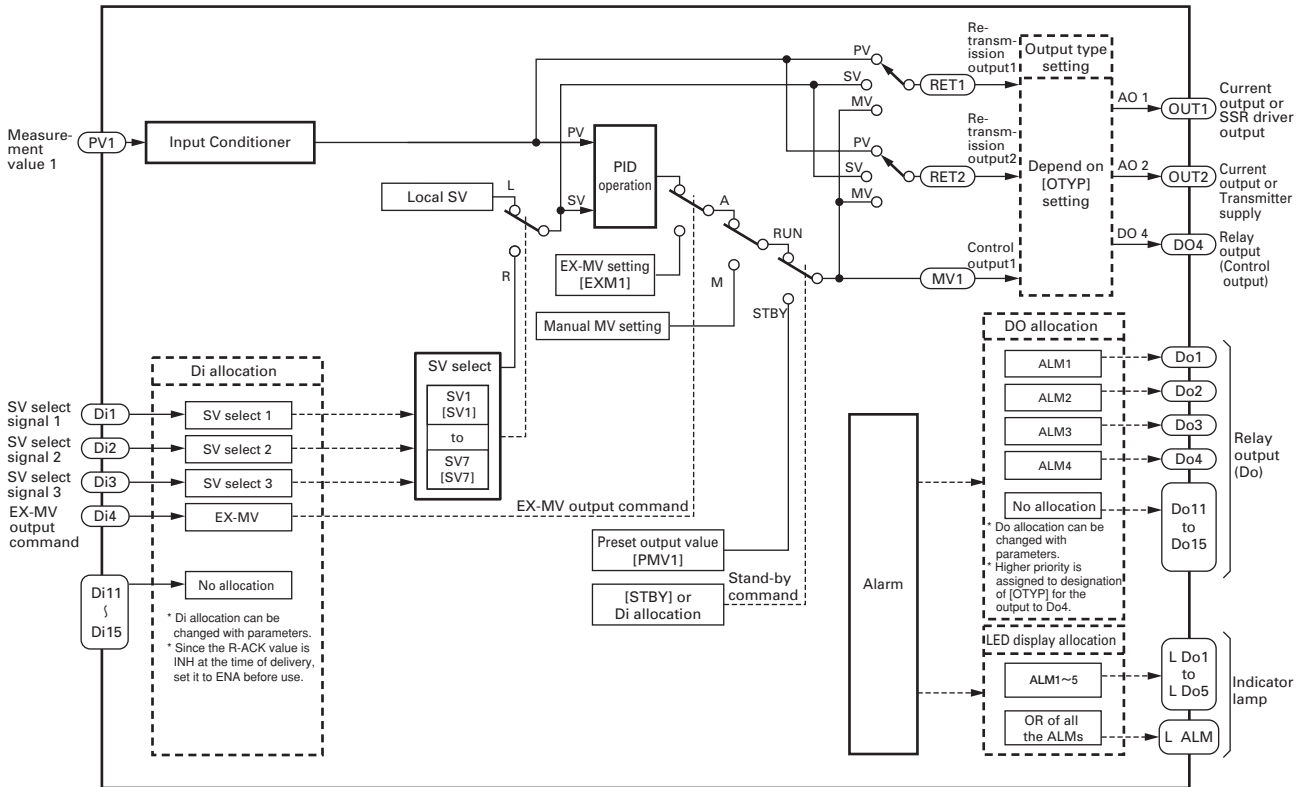 Measure-
ment
value 1
PV1
Input Conditioner
PV
SV
PID
operation
Local SV
L
R
A
M
RUN
STBY
EX-MV setting
[EXM1]
Manual MV setting
PV
SV
MV
PV
SV
MV
Re-
transm-
ission
output1
RET1
Re-
transm-
ission
output2
RET2
Control
output1
MV1
Output type
setting
Depend on
[OTYP]
setting
AO 1
OUT1
Current
output or
SSR driver
output
AO 2
OUT2
Current
output or
Transmitter
supply
DO 4
DO4
Relay
output
(Control
output)
SV select
signal 1
Di1
SV select
signal 2
Di2
SV select
signal 3
Di3
EX-MV
output
command
Di4
Di11
∫
Di15
Di allocation
SV select 1
SV select 2
SV select 3
EX-MV
No allocation
* Di allocation can be
changed with parameters.
* Since the R-ACK value is
INH at the time of delivery,
set it to ENA before use.
SV select
SV1
[SV1]
to
SV7
[SV7]
EX-MV output command
Preset output value
[PMV1]
[STBY] or
Di allocation
Stand-by
command
Alarm
DO allocation
ALM1
ALM2
ALM3
ALM4
No allocation
* Do allocation can be
changed with
parameters.
* Higher priority is
assigned to designation
of [OTYP] for the
output to Do4.
Do1
Do2
Do3
Do4
Do11
to
Do15
Relay
output
(Do)
LED display allocation
ALM1~5
OR of all
the ALMs
L Do1
to
L Do5
L ALM
Indicator
lamp